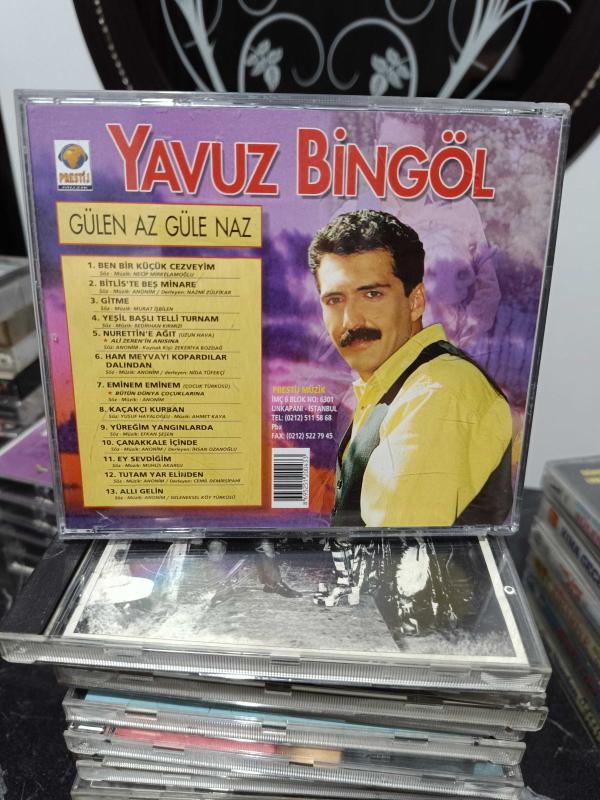 PRESTİJ
MÜZİK
YAVUZ BİNGÖL
GÜLEN AZ GÜLE NAZ
1. BEN BİR KÜÇÜK CEZVEYİM
Söz - Müzik: NECİP MİRKELAMOĞLU
2. BİTLİS'TE BEŞ MİNARE
Söz - Müzik: ANONİM / Derleyen: NAZMİ ZÜLFİKAR
3. GİTME
Söz - Müzik: MURAT İŞBİLEN
4. YEŞİL BAŞLI TELLİ TURNAM
Söz - Müzik: BEDİRHAN KIRMIZI
5. NURETTİN'E AĞIT (UZUN HAVA)
★ ALİ ZEREN'İN ANISINA
Söz: ANONİM - Kaynak Kişi: ZEKERİYA BOZDAĞ
6. HAM MEYVAYI KOPARDILAR
DALINDAN
Söz - Müzik: ANONİM / derleyen: NİDA TÜFEKÇİ
7. EMİNEM EMİNEM (ÇOCUK TÜRKÜSÜ)
★ BÜTÜN DÜNYA ÇOCUKLARINA
Söz - Müzik: ANONİM
8. KAÇAKÇI KURBAN
Söz: YUSUF HAYALOĞLU - Müzik: AHMET KAYA
9. YÜREĞİM YANGINLARDA
Söz - Müzik: EFKAN ŞEŞEN
10. ÇANAKKALE İÇİNDE
Söz - Müzik: ANONİM / Derleyen: İHSAN OZANOĞLU
11. EY SEVDİĞİM
Söz - Müzik: MUHLİS AKARSU
12. TUTAM YAR ELİNDEN
Söz - Müzik: ANONİM / Derleyen: CEMİL DEMİRSİPAHİ
13. ALLI GELİN
Söz - Müzik: ANONİM / GELENEKSEL KÖY TÜRKÜLÜ
PRESTİJ MÜZİK
İMÇ 6 BLOK NO: 6301
UNKAPANI - İSTANBUL
TEL: (0212) 511 58 68
Pbx
FAX: (0212) 522 79 45